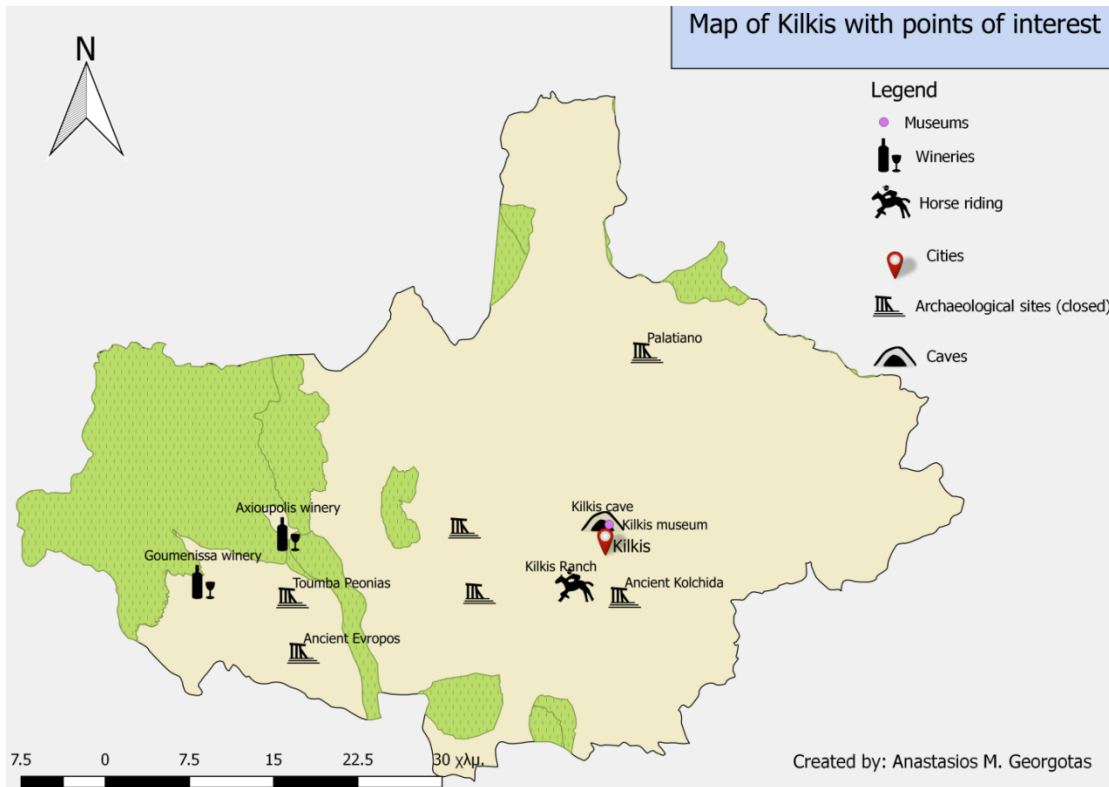 Map of Kilkis with points of interest
N
Legend
Museums
Wineries
Horse riding
Cities
Archaeological sites (closed)
Caves
Palatiano
Kilkis cave
Axioupolis winery
Kilkis museum
Kilkis
Goumenissa winery
Kilkis Ranch
Toumba Peonias
Ancient Kolchida
Ancient Evropos
7.5 0 7.5 15 22.5 30 χλμ.
Created by: Anastasios M. Georgotas